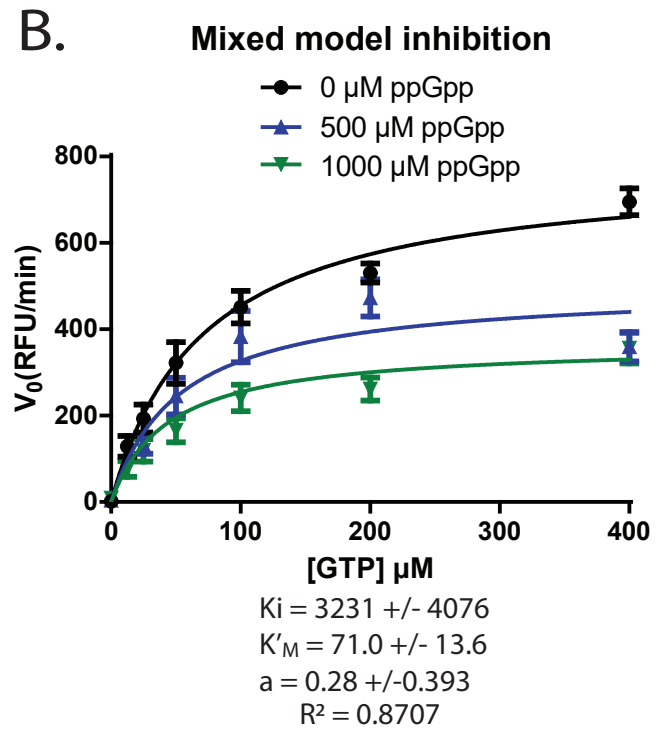 B.
Mixed model inhibition
0 µM ppGpp
500 µM ppGpp
1000 µM ppGpp
800
600
400
200
0
V₀(RFU/min)
0 100 200 300 400
[GTP] µM
Ki = 3231 +/- 4076
K′ₘ = 71.0 +/- 13.6
a = 0.28 +/-0.393
R² = 0.8707